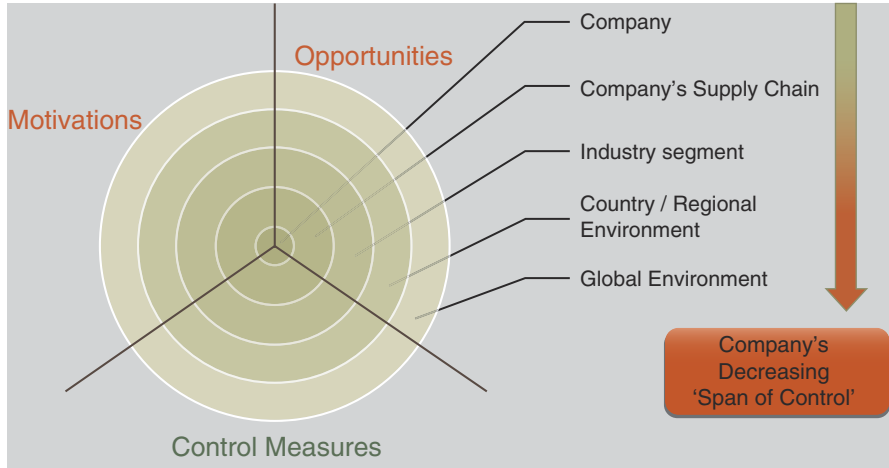 Opportunities
Motivations
Control Measures
Company
Company’s Supply Chain
Industry segment
Country / Regional
Environment
Global Environment
Company’s
Decreasing
‘Span of Control’